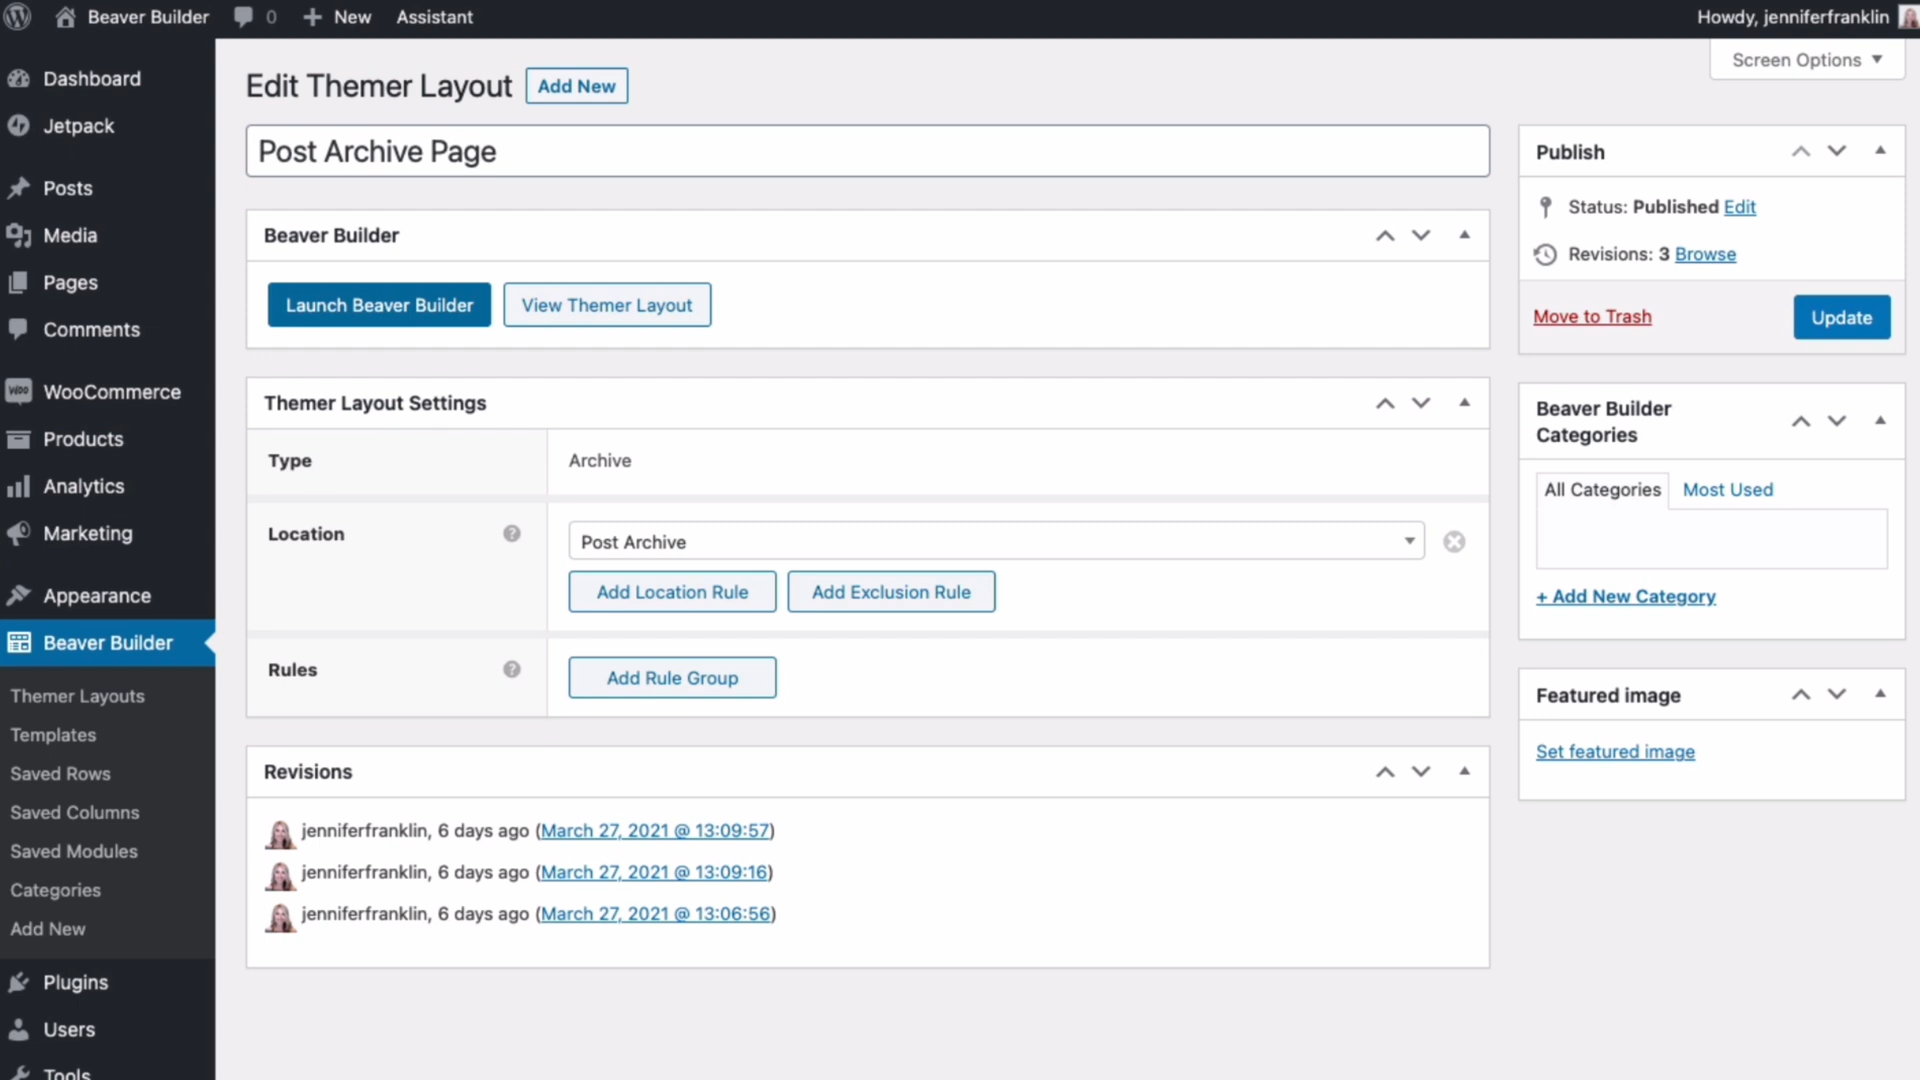 Beaver Builder 0 New Assistant Howdy, jenniferfranklin
Screen Options
Dashboard
Jetpack
Posts
Media
Pages
Comments
WooCommerce
Products
Analytics
Marketing
Appearance
Beaver Builder
Themer Layouts
Templates
Saved Rows
Saved Columns
Saved Modules
Categories
Add New
Plugins
Users
Tools
Edit Themer Layout Add New
Post Archive Page
Beaver Builder
Launch Beaver Builder View Themer Layout
Themer Layout Settings
Type Archive
Location ? Post Archive
Add Location Rule Add Exclusion Rule
Rules ? Add Rule Group
Revisions
jenniferfranklin, 6 days ago (March 27, 2021 @ 13:09:57)
jenniferfranklin, 6 days ago (March 27, 2021 @ 13:09:16)
jenniferfranklin, 6 days ago (March 27, 2021 @ 13:06:56)
Publish
Status: Published Edit
Revisions: 3 Browse
Move to Trash Update
Beaver Builder
Categories
All Categories Most Used
+ Add New Category
Featured image
Set featured image